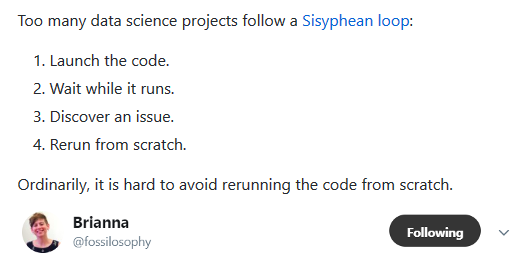 Too many data science projects follow a Sisyphean loop:
1. Launch the code.
2. Wait while it runs.
3. Discover an issue.
4. Rerun from scratch.
Ordinarily, it is hard to avoid rerunning the code from scratch.
Brianna
@fossilosophy
Following